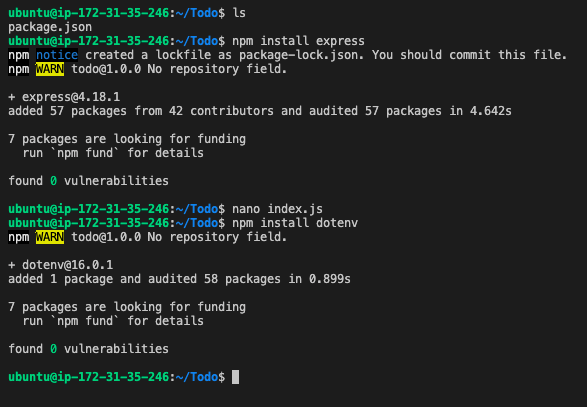 ubuntu@ip-172-31-35-246:~/Todo$ ls
package.json
ubuntu@ip-172-31-35-246:~/Todo$ npm install express
npm notice created a lockfile as package-lock.json. You should commit this file.
npm WARN todo@1.0.0 No repository field.
+ express@4.18.1
added 57 packages from 42 contributors and audited 57 packages in 4.642s
7 packages are looking for funding
  run `npm fund` for details
found 0 vulnerabilities
ubuntu@ip-172-31-35-246:~/Todo$ nano index.js
ubuntu@ip-172-31-35-246:~/Todo$ npm install dotenv
npm WARN todo@1.0.0 No repository field.
+ dotenv@16.0.1
added 1 package and audited 58 packages in 0.899s
7 packages are looking for funding
  run `npm fund` for details
found 0 vulnerabilities
ubuntu@ip-172-31-35-246:~/Todo$